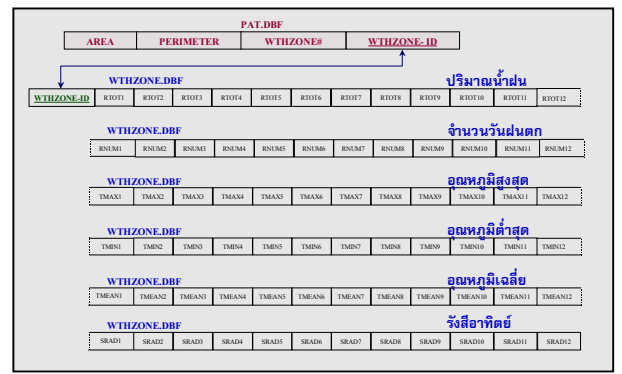 PAT.DBF
AREA PERIMETER WTHZONE# WTHZONE- ID
WTHZONE.DBF ปริมาณน้ำฝน
WTHZONE-ID RTOT1 RTOT2 RTOT3 RTOT4 RTOT5 RTOT6 RTOT7 RTOT8 RTOT9 RTOT10 RTOT11 RTOT12
WTHZONE.DBF จำนวนวันฝนตก
RNUM1 RNUM2 RNUM3 RNUM4 RNUM5 RNUM6 RNUM7 RNUM8 RNUM9 RNUM10 RNUM11 RNUM12
WTHZONE.DBF อุณหภูมิสูงสุด
TMAX1 TMAX2 TMAX3 TMAX4 TMAX5 TMAX6 TMAX7 TMAX8 TMAX9 TMAX10 TMAX11 TMAX12
WTHZONE.DBF อุณหภูมิต่ำสุด
TMIN1 TMIN2 TMIN3 TMIN4 TMIN5 TMIN6 TMIN7 TMIN8 TMIN9 TMIN10 TMIN11 TMIN12
WTHZONE.DBF อุณหภูมิเฉลี่ย
TMEAN1 TMEAN2 TMEAN3 TMEAN4 TMEAN5 TMEAN6 TMEAN7 TMEAN8 TMEAN9 TMEAN10 TMEAN11 TMEAN12
WTHZONE.DBF รังสีอาทิตย์
SRAD1 SRAD2 SRAD3 SRAD4 SRAD5 SRAD6 SRAD7 SRAD8 SRAD9 SRAD10 SRAD11 SRAD12